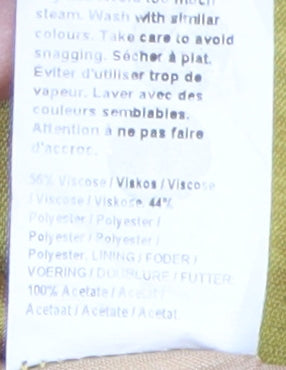 steam. Wash with similar
colours. Take care to avoid
snagging. Sécher à plat.
Éviter d'utiliser trop de
vapeur. Laver avec des
couleurs semblables.
Attention à ne pas faire
d'accroc.
56% Viscose / Viskos / Viscose
/ Viscose / Viskose, 44%
Polyester / Polyester /
Polyester / Polyester /
Polyester. LINING / FODER /
VOERING / DOUBLURE / FUTTER:
100% Acetate / Acetat /
Acetaat / Acétate / Acetat.